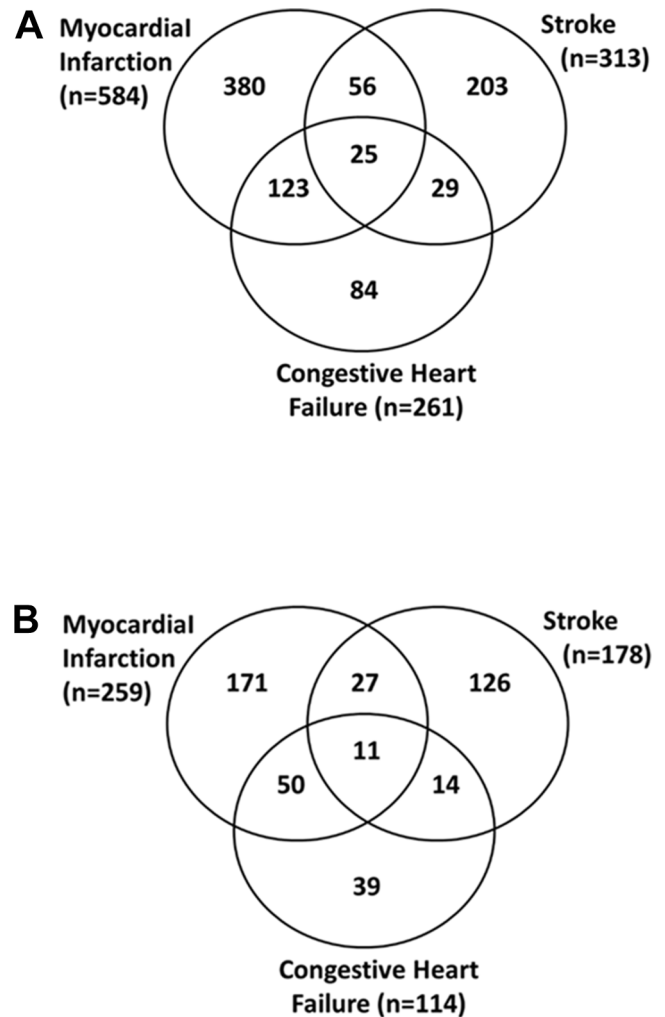 A
Myocardial
Infarction
(n=584)
Stroke
(n=313)
380
56
203
25
123
29
84
Congestive Heart
Failure (n=261)
B
Myocardial
Infarction
(n=259)
Stroke
(n=178)
171
27
126
11
50
14
39
Congestive Heart
Failure (n=114)